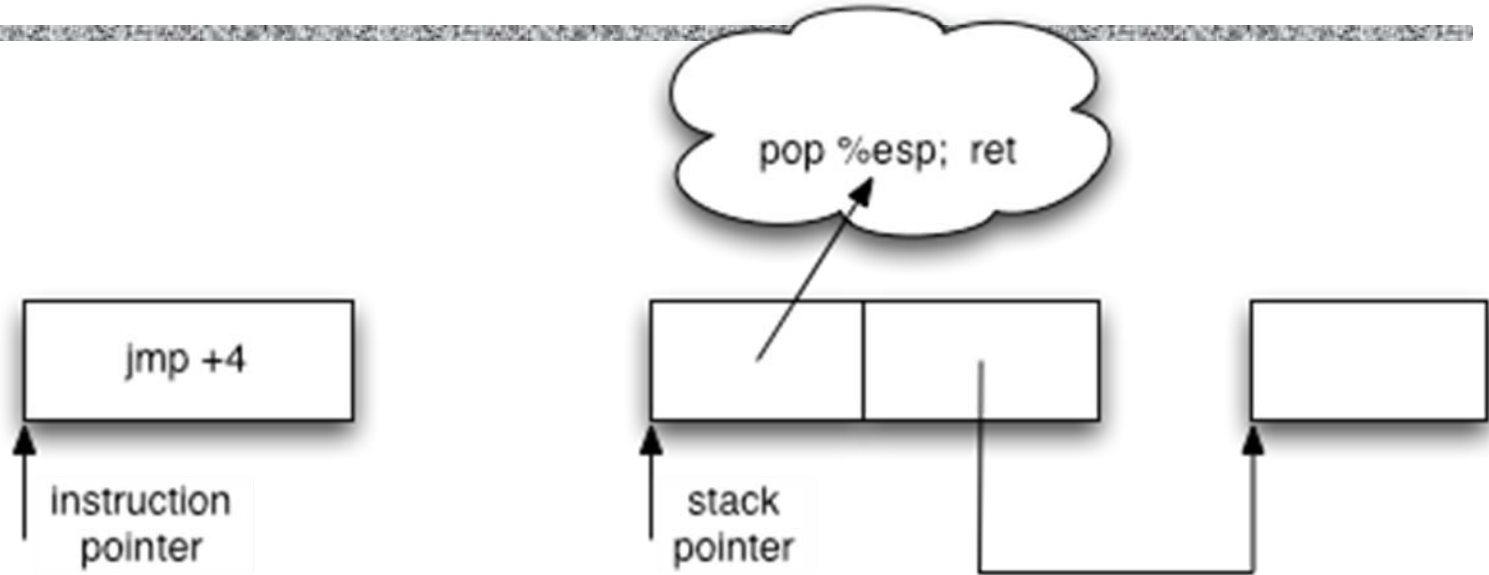 pop %esp; ret
jmp +4
instruction
pointer
stack
pointer